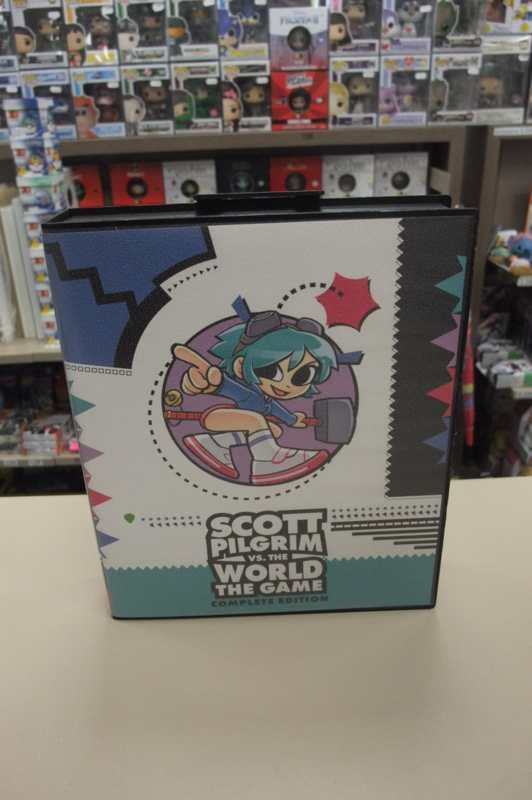 FROZEN II
SCOTT
PILGRIM
VS. THE
WORLD
THE GAME
COMPLETE EDITION